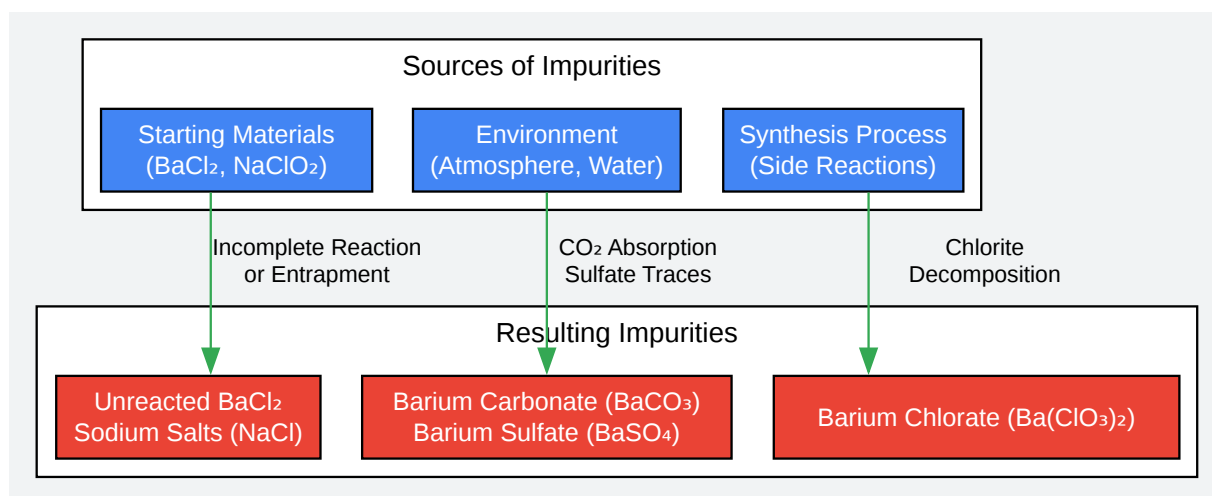 Sources of Impurities
Starting Materials
(BaCl₂, NaClO₂)
Environment
(Atmosphere, Water)
Synthesis Process
(Side Reactions)
Incomplete Reaction
or Entrapment
CO₂ Absorption
Sulfate Traces
Chlorite
Decomposition
Resulting Impurities
Unreacted BaCl₂
Sodium Salts (NaCl)
Barium Carbonate (BaCO₃)
Barium Sulfate (BaSO₄)
Barium Chlorate (Ba(ClO₃)₂)